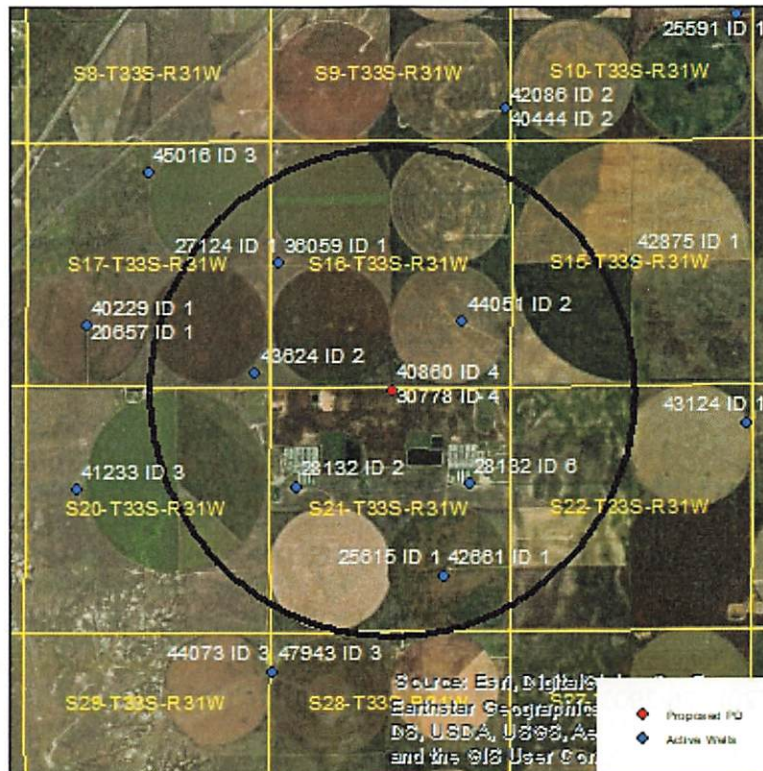 25591 ID 1
S8-T33S-R31W
S9-T33S-R31W
S10-T33S-R31W
42086 ID 2
40444 ID 2
45016 ID 3
27124 ID 1 36059 ID 1
42875 ID 1
S17-T33S-R31W
S16-T33S-R31W
S15-T33S-R31W
40229 ID 1
20657 ID 1
44051 ID 2
43624 ID 2
40860 ID 4
30778 ID 4
43124 ID 1
41233 ID 3
28132 ID 2
28132 ID 6
S20-T33S-R31W
S21-T33S-R31W
S22-T33S-R31W
25615 ID 1 42661 ID 1
44073 ID 3 47943 ID 3
S29-T33S-R31W
S28-T33S-R31W
Source: Esri,
Earthstar Geographics
DS, USDA, USGS,
and the GIS User
Proposed PD
Active Wells